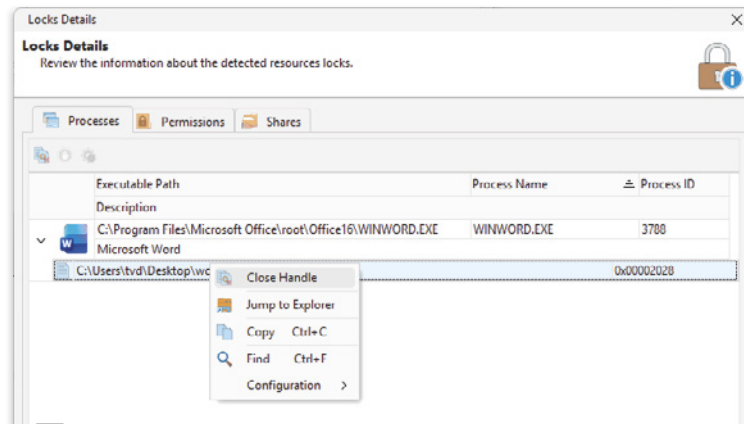 Locks Details
Locks Details
Review the information about the detected resources locks.
Processes Permissions Shares
Executable Path Process Name Process ID
Description
C:\Program Files\Microsoft Office\root\Office16\WINWORD.EXE WINWORD.EXE 3788
Microsoft Word
C:\Users\tvd\Desktop\wo 0x00002028
Close Handle
Jump to Explorer
Copy Ctrl+C
Find Ctrl+F
Configuration